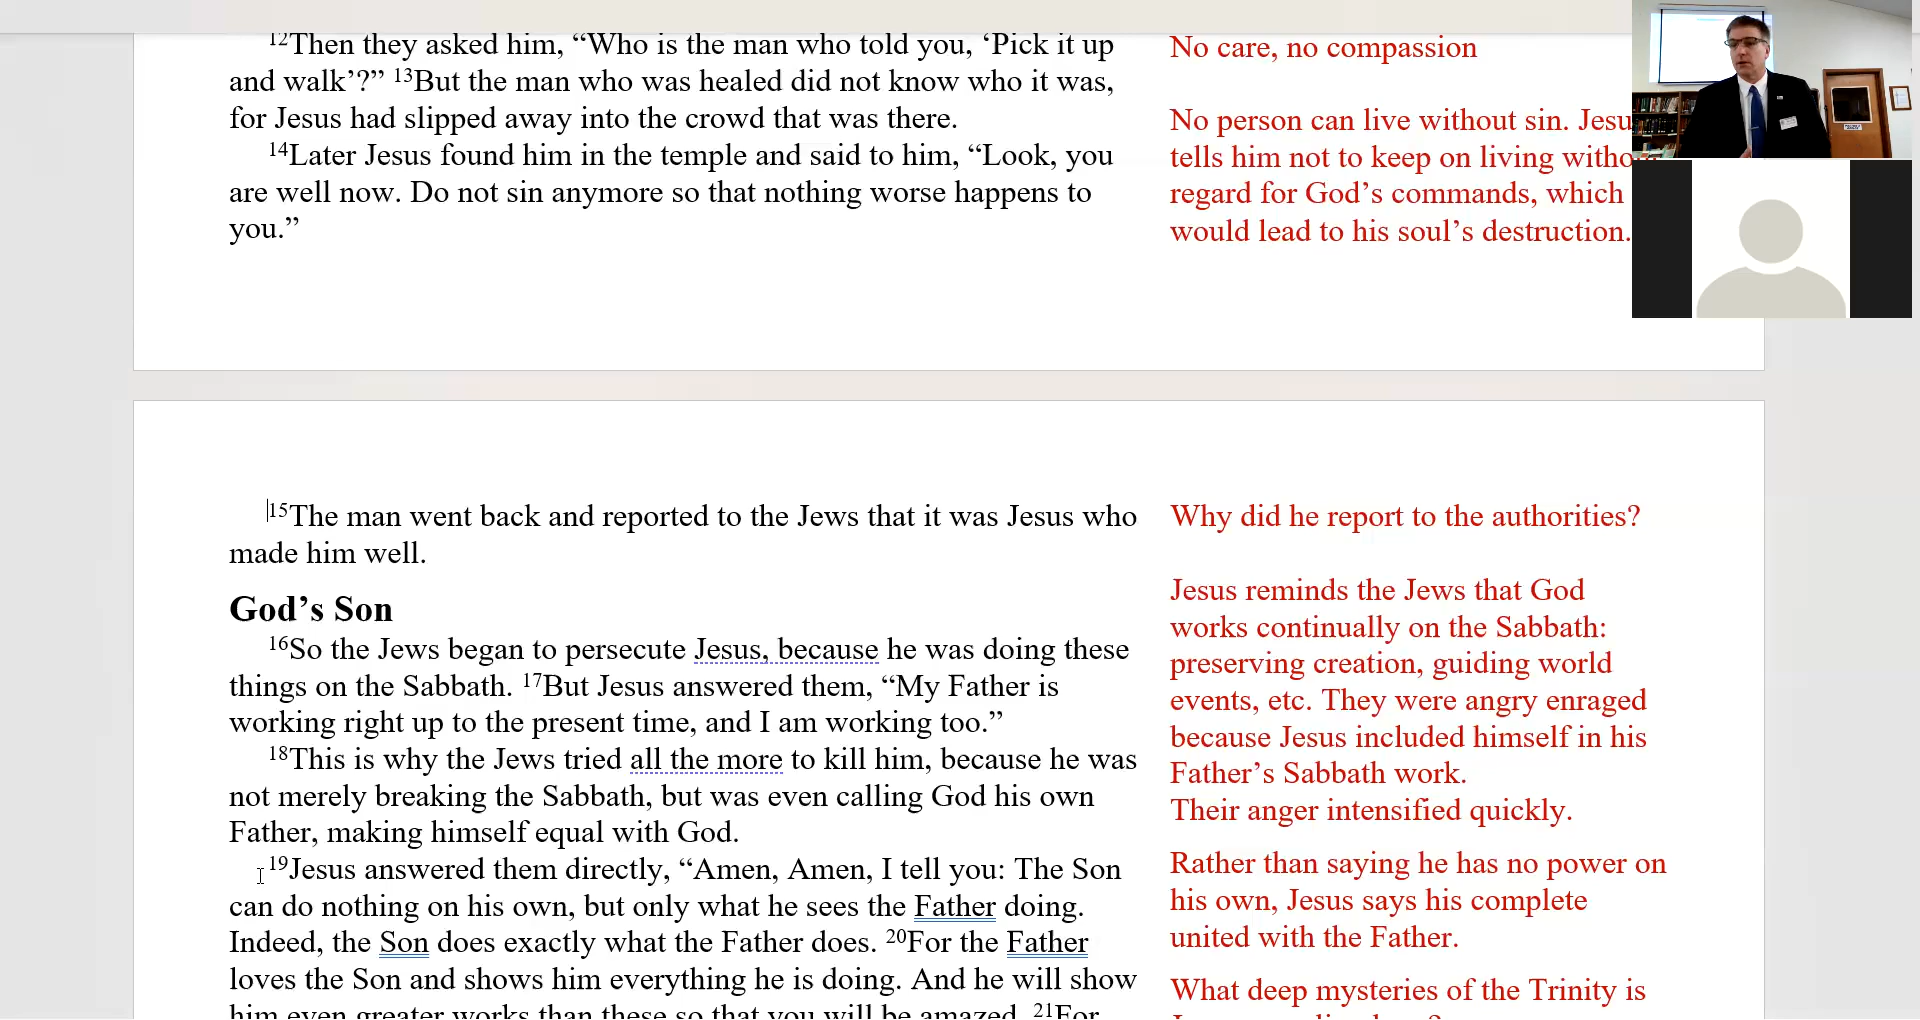 ¹²Then they asked him, “Who is the man who told you, ‘Pick it up
and walk’?” ¹³But the man who was healed did not know who it was,
for Jesus had slipped away into the crowd that was there.
¹⁴Later Jesus found him in the temple and said to him, “Look, you
are well now. Do not sin anymore so that nothing worse happens to
you.”
No care, no compassion
No person can live without sin. Jesu
tells him not to keep on living witho
regard for God’s commands, which
would lead to his soul’s destruction.
¹⁵The man went back and reported to the Jews that it was Jesus who
made him well.
God’s Son
¹⁶So the Jews began to persecute Jesus, because he was doing these
things on the Sabbath. ¹⁷But Jesus answered them, “My Father is
working right up to the present time, and I am working too.”
¹⁸This is why the Jews tried all the more to kill him, because he was
not merely breaking the Sabbath, but was even calling God his own
Father, making himself equal with God.
¹⁹Jesus answered them directly, “Amen, Amen, I tell you: The Son
can do nothing on his own, but only what he sees the Father doing.
Indeed, the Son does exactly what the Father does. ²⁰For the Father
loves the Son and shows him everything he is doing. And he will show
him even greater works than these so that you will be amazed. ²¹For
Why did he report to the authorities?
Jesus reminds the Jews that God
works continually on the Sabbath:
preserving creation, guiding world
events, etc. They were angry enraged
because Jesus included himself in his
Father’s Sabbath work.
Their anger intensified quickly.
Rather than saying he has no power on
his own, Jesus says his complete
united with the Father.
What deep mysteries of the Trinity is